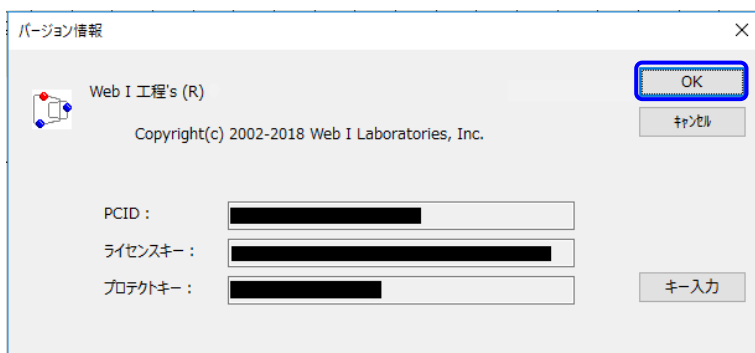 バージョン情報
Web I 工程's (R)
OK
Copyright(c) 2002-2018 Web I Laboratories, Inc.
ｷｬﾝｾﾙ
PCID：
ライセンスキー：
プロテクトキー：
キー入力